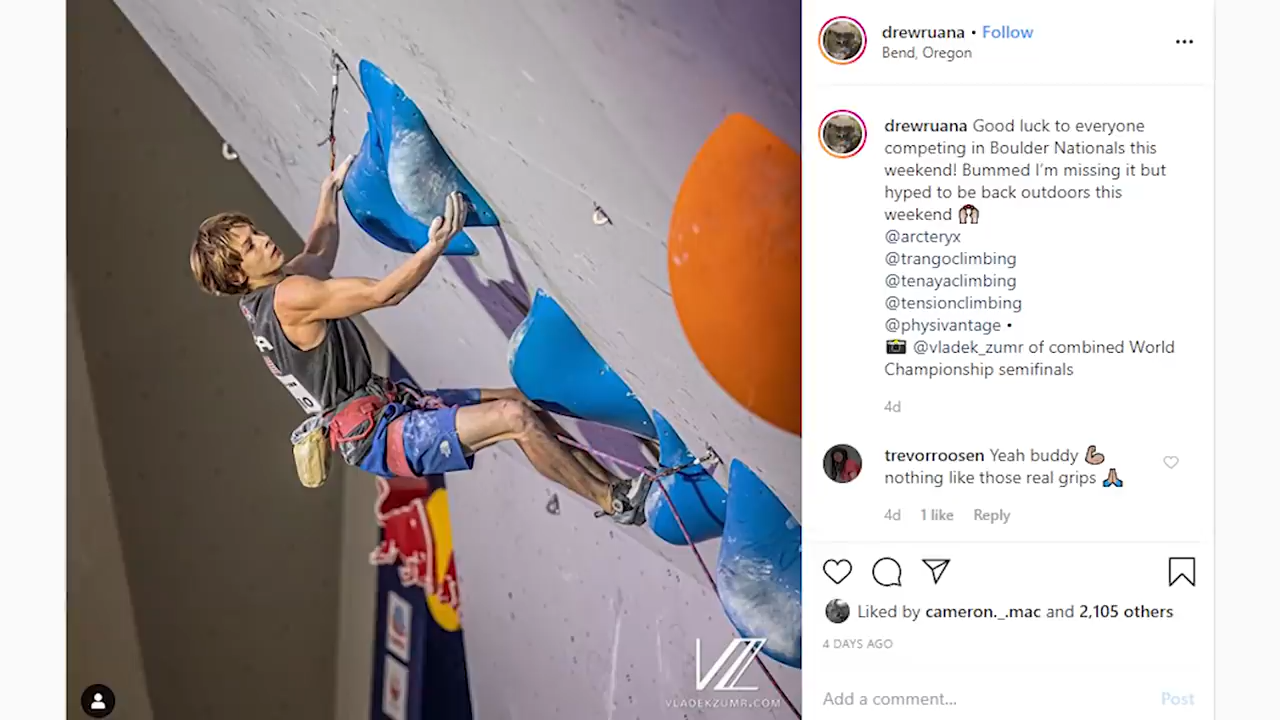 drewruana • Follow
Bend, Oregon
drewruana Good luck to everyone
competing in Boulder Nationals this
weekend! Bummed I'm missing it but
hyped to be back outdoors this
weekend 🙌
@arcteryx
@trangoclimbing
@tenayaclimbing
@tensionclimbing
@physivantage •
📸 @vladek_zumr of combined World
Championship semifinals
4d
trevorroosen Yeah buddy 💪
nothing like those real grips 🙏
4d 1 like Reply
Liked by cameron._.mac and 2,105 others
4 DAYS AGO
Add a comment... Post
VLADEKZUMR.COM